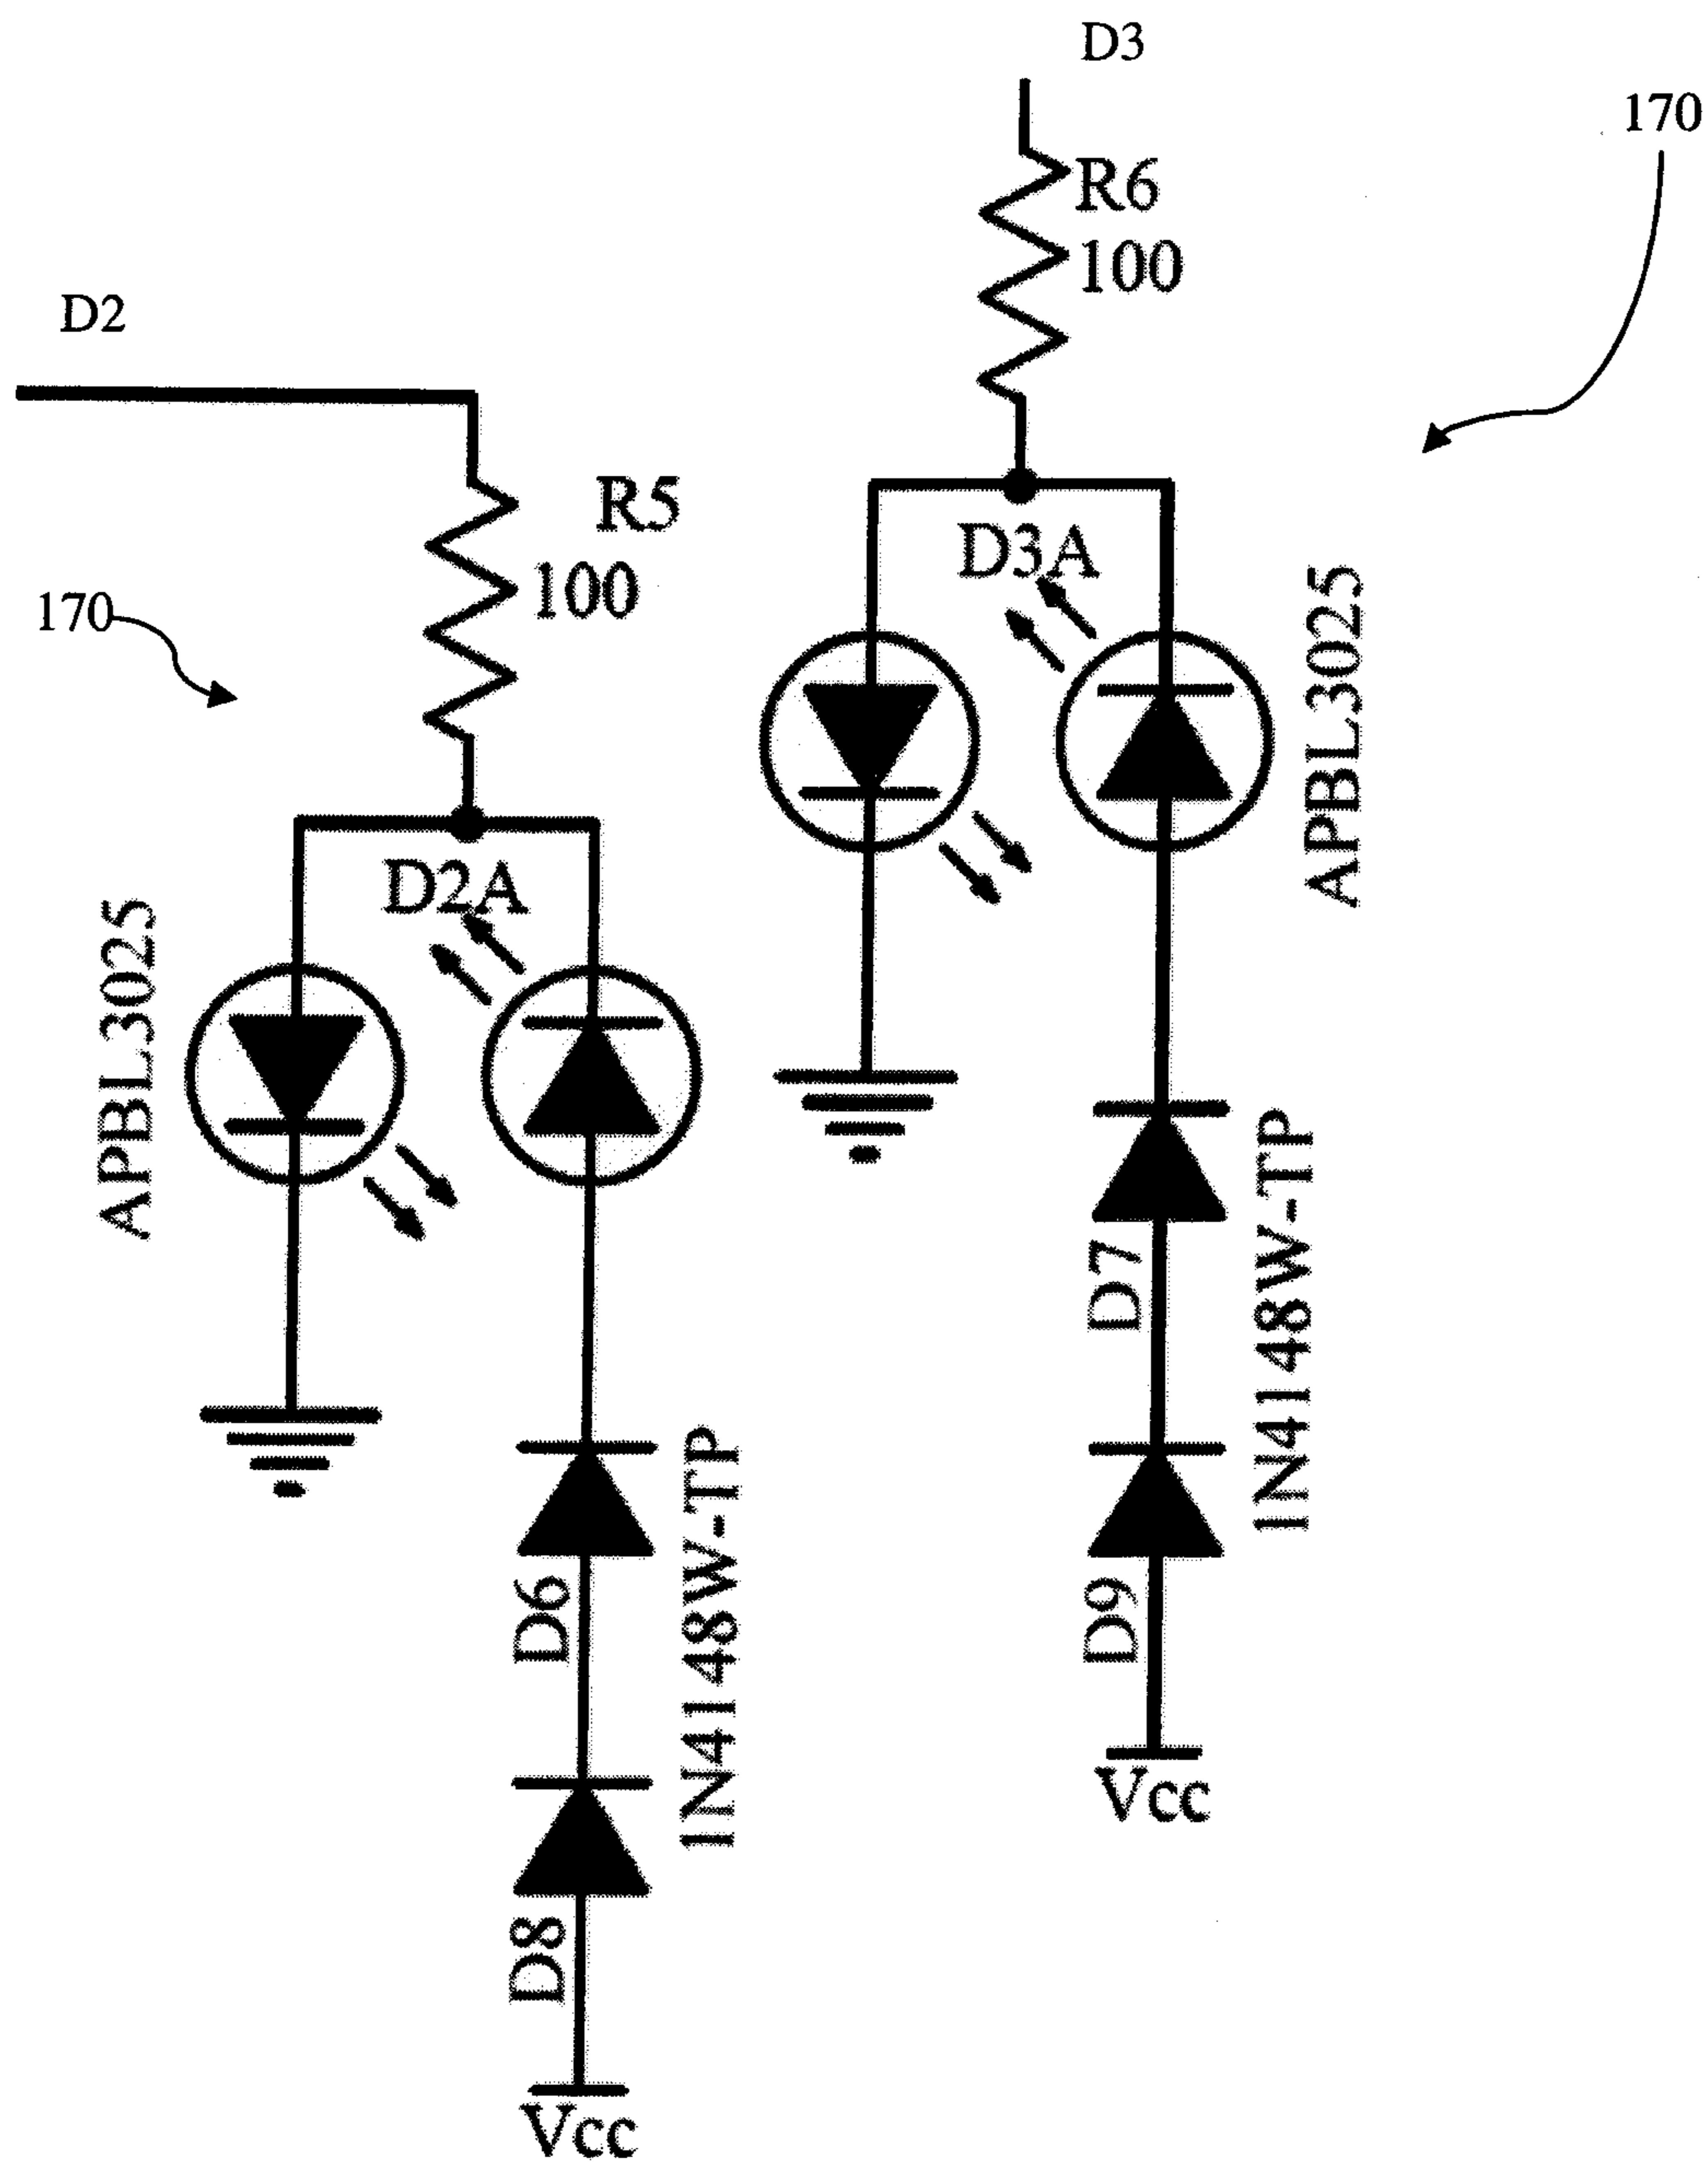 D3
170
R6
100
D2
R5
100
170
D3A
APBL3025
D2A
APBL3025
D7
1N4148W-TP
D9
D6
1N4148W-TP
D8
Vcc
Vcc